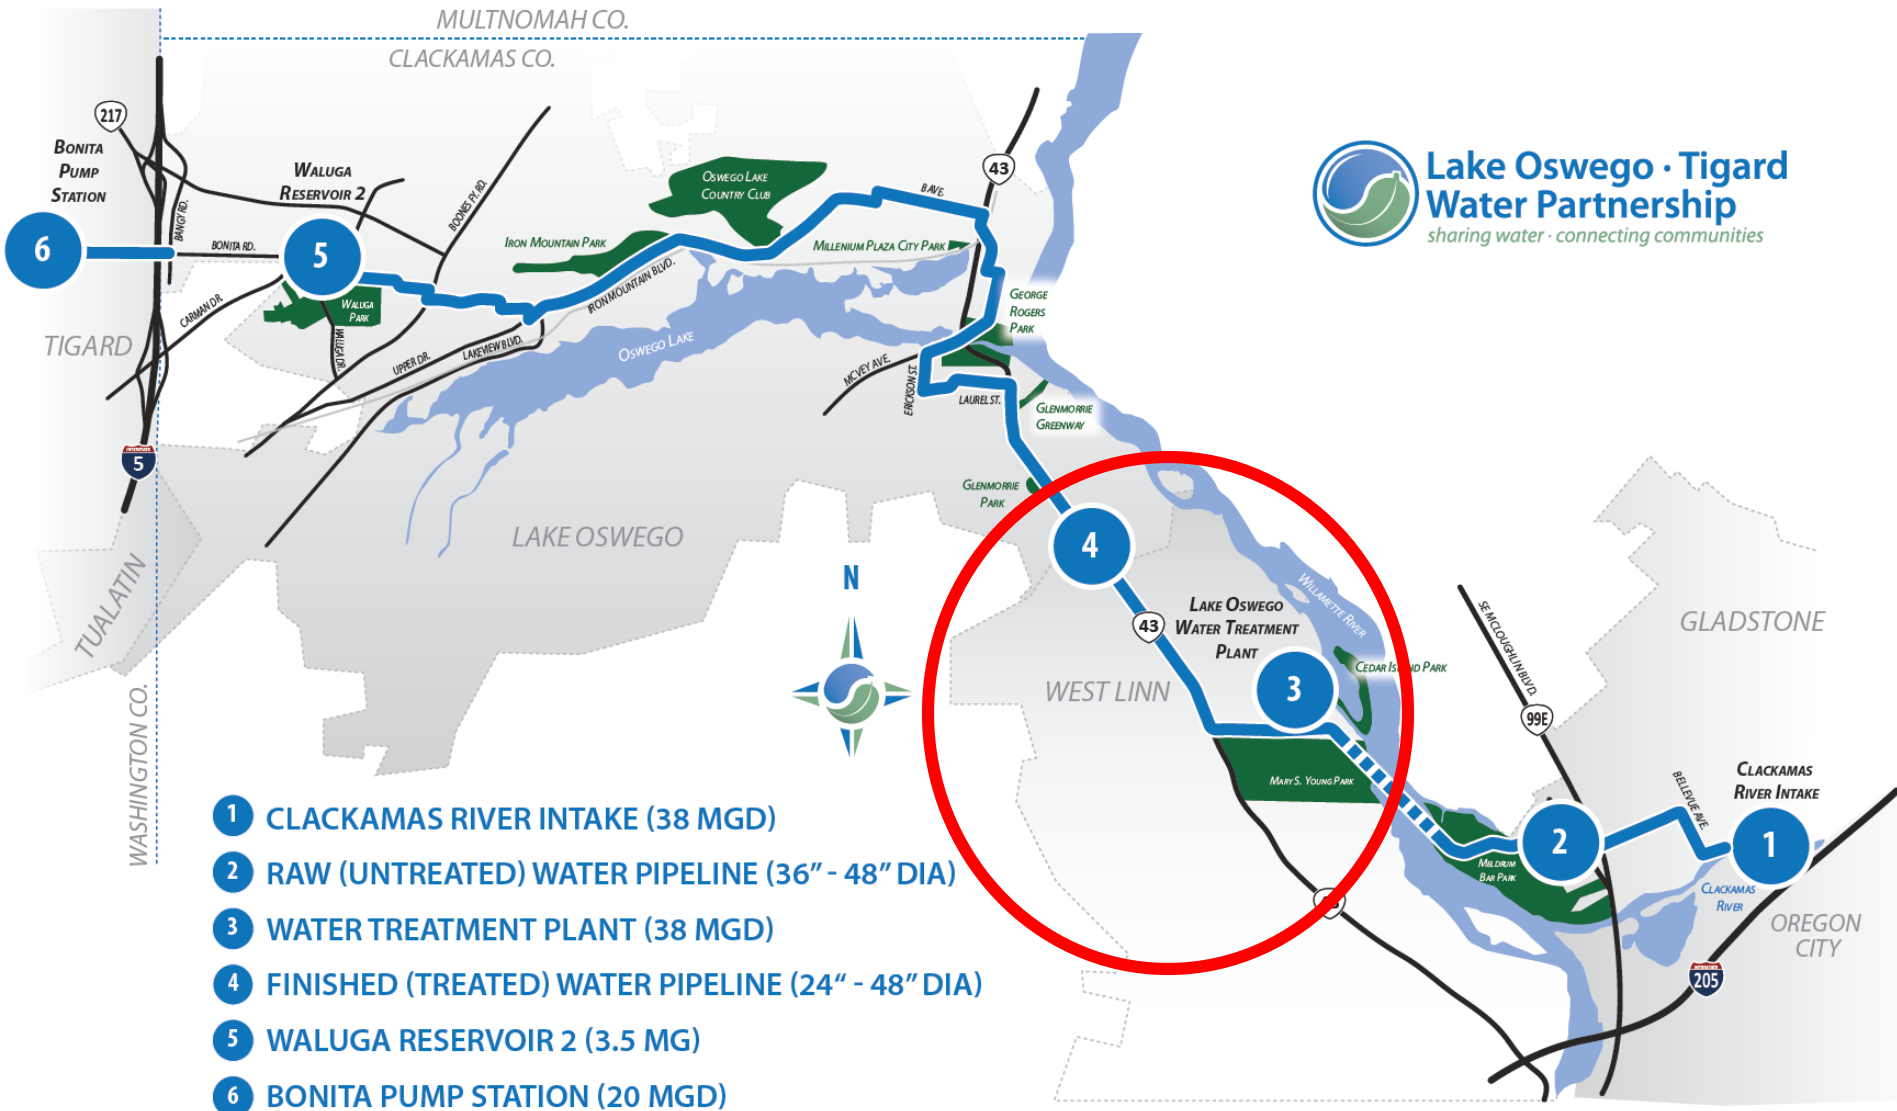 MULTNOMAH CO.
CLACKAMAS CO.
217
BONITA
PUMP
STATION
WALUGA
RESERVOIR 2
BANGY RD.
BONITA RD.
BOONES FY. RD.
6
5
CARMAN DR.
WALUGA
PARK
WALUGA DR.
TIGARD
UPPER DR.
LAKEVIEW BLVD.
IRON MOUNTAIN PARK
IRON MOUNTAIN BLVD.
OSWEGO LAKE
COUNTRY CLUB
B AVE.
43
MILLENIUM PLAZA CITY PARK
GEORGE
ROGERS
PARK
OSWEGO LAKE
MCVEY AVE.
ERICKSON ST.
LAUREL ST.
GLENMORRIE
GREENWAY
GLENMORRIE
PARK
INTERSTATE
5
TUALATIN
WASHINGTON CO.
LAKE OSWEGO
N
Lake Oswego · Tigard
Water Partnership
sharing water · connecting communities
4
43
LAKE OSWEGO
WATER TREATMENT
PLANT
3
WILLAMETTE RIVER
CEDAR ISLAND PARK
WEST LINN
MARY S. YOUNG PARK
43
SE MCLOUGHLIN BLVD.
99E
GLADSTONE
BELLEVUE AVE.
CLACKAMAS
RIVER INTAKE
2
1
MELDRUM
BAR PARK
CLACKAMAS
RIVER
OREGON
CITY
205
1 CLACKAMAS RIVER INTAKE (38 MGD)
2 RAW (UNTREATED) WATER PIPELINE (36” - 48” DIA)
3 WATER TREATMENT PLANT (38 MGD)
4 FINISHED (TREATED) WATER PIPELINE (24“ - 48” DIA)
5 WALUGA RESERVOIR 2 (3.5 MG)
6 BONITA PUMP STATION (20 MGD)